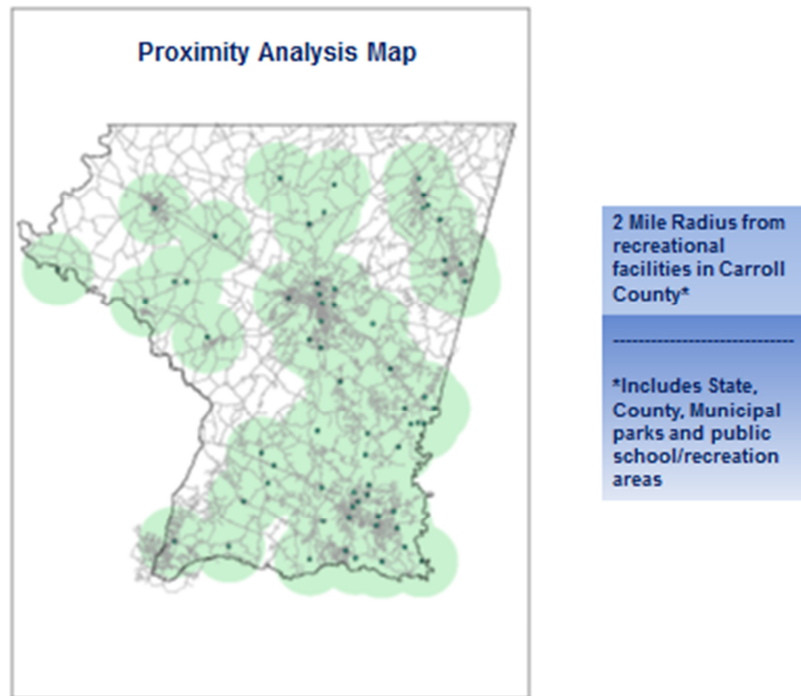 Proximity Analysis Map
2 Mile Radius from
recreational
facilities in Carroll
County*
----------------------------
*Includes State,
County, Municipal
parks and public
school/recreation
areas